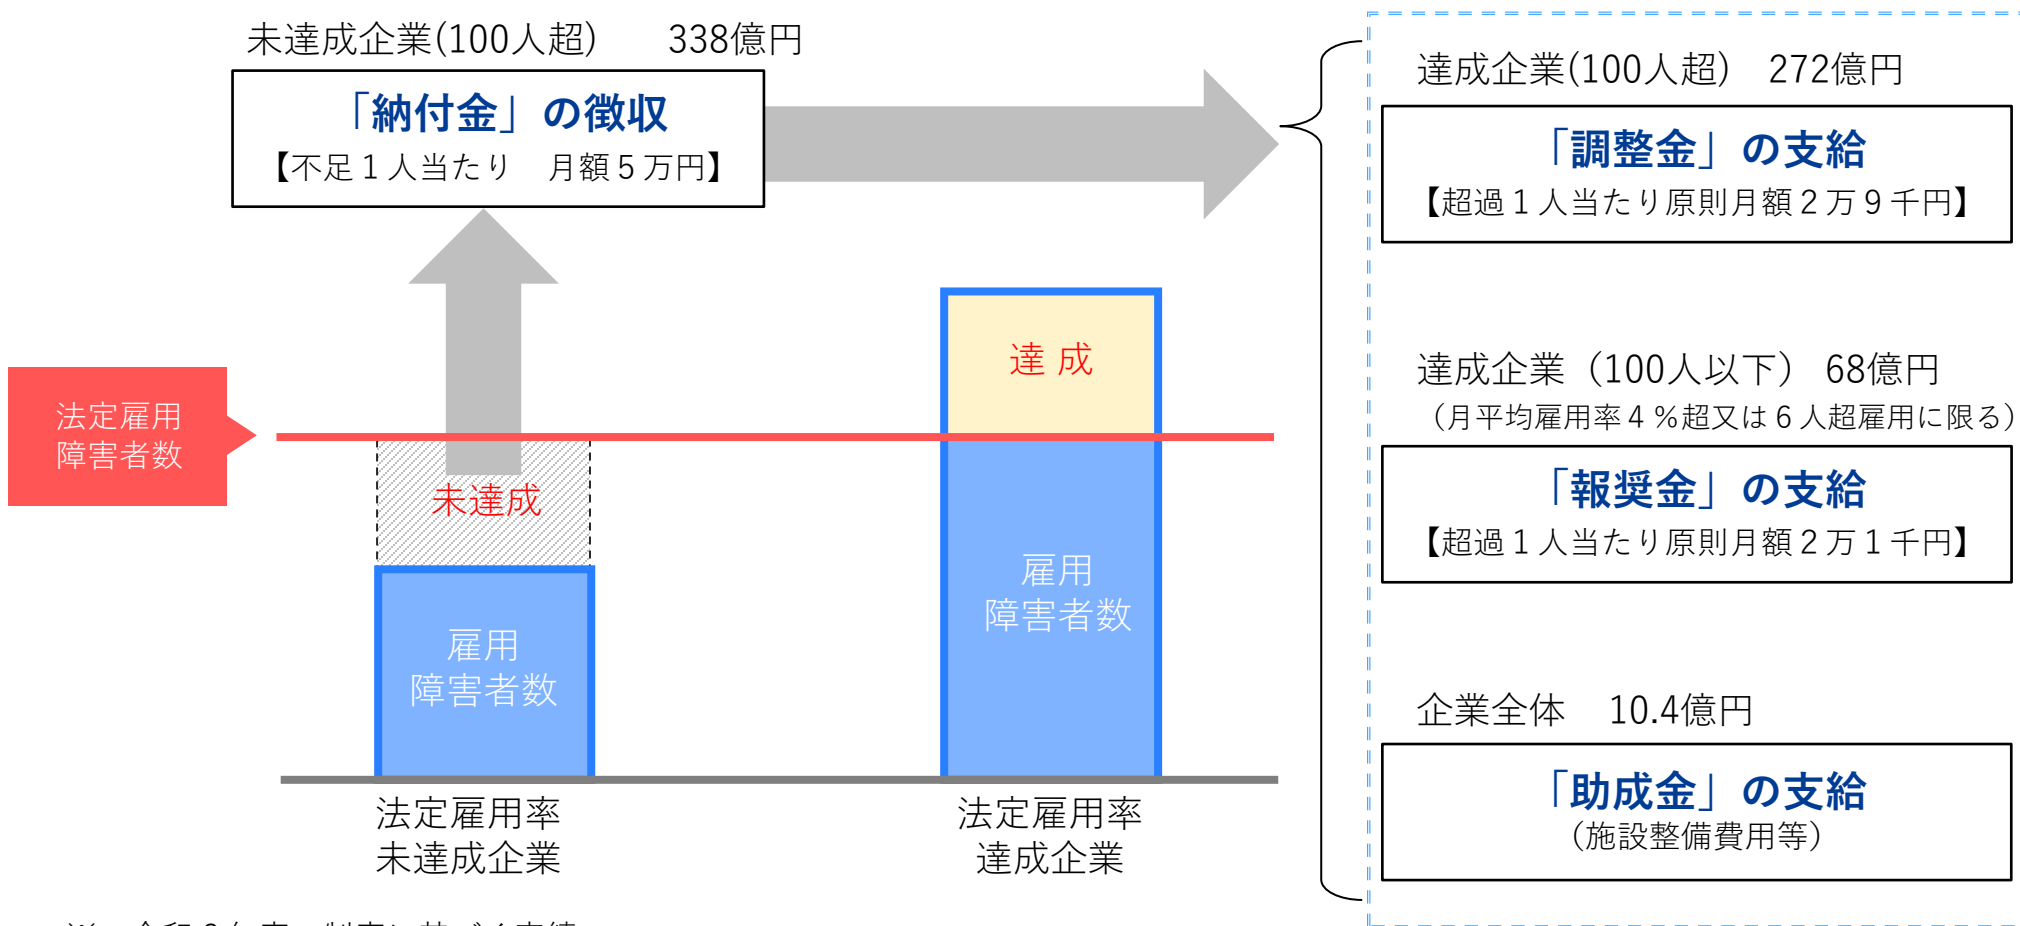 未達成企業(100人超)　338億円
「納付金」の徴収
【不足１人当たり　月額５万円】
達成企業(100人超)　272億円
「調整金」の支給
【超過１人当たり原則月額２万９千円】
達成企業（100人以下） 68億円
（月平均雇用率４％超又は６人超雇用に限る）
「報奨金」の支給
【超過１人当たり原則月額２万１千円】
企業全体　10.4億円
「助成金」の支給
（施設整備費用等）
法定雇用
障害者数
未達成
雇用
障害者数
達 成
雇用
障害者数
法定雇用率
未達成企業
法定雇用率
達成企業